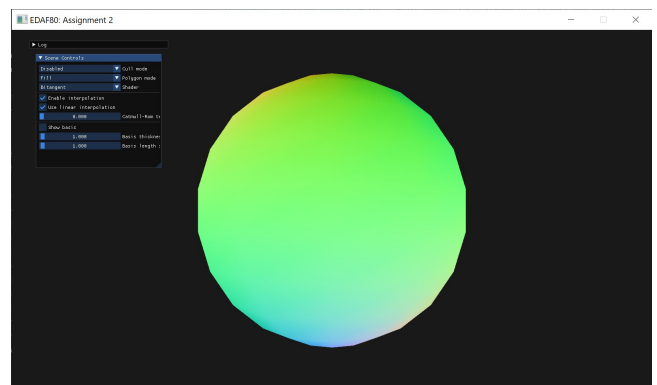 EDAF80: Assignment 2
Log
Scene Controls
Disabled Cull mode
Fill Polygon mode
Bitangent Shader
Enable interpolation
Use linear interpolation
0.000 Catmull-Rom t
Show basis
1.000 Basis thicknes
1.000 Basis length